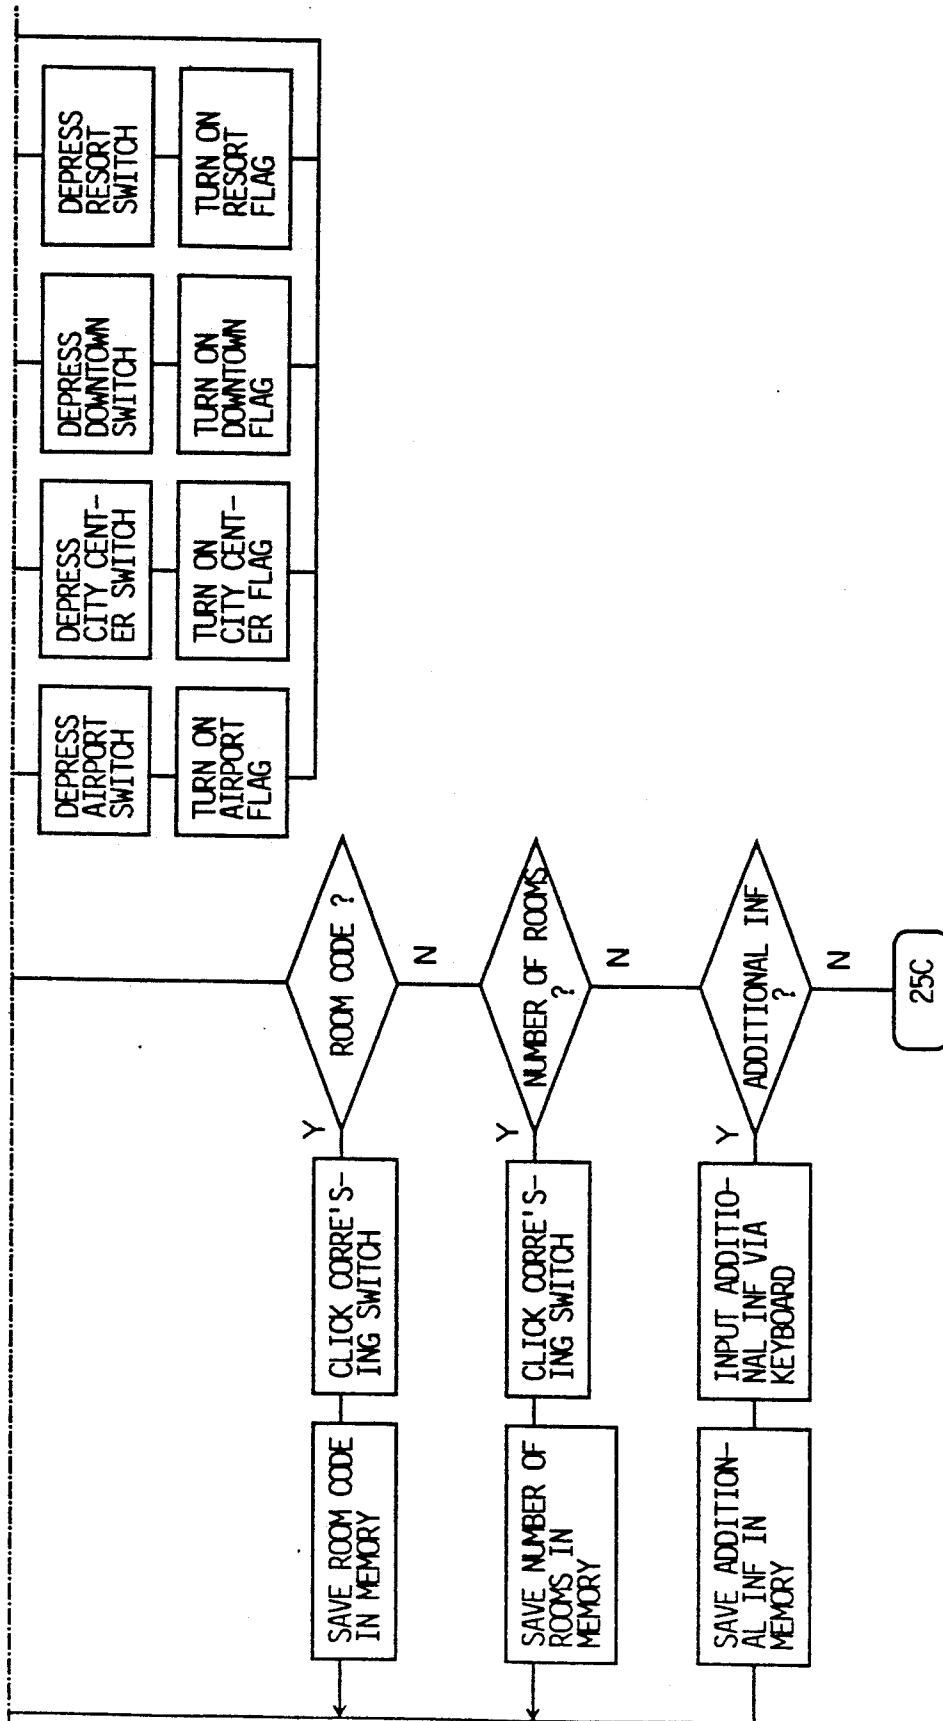 DEPRESS
AIRPORT
SWITCH
DEPRESS
CITY CENT-
ER SWITCH
DEPRESS
DOWNTOWN
SWITCH
DEPRESS
RESORT
SWITCH
TURN ON
AIRPORT
FLAG
TURN ON
CITY CENT-
ER FLAG
TURN ON
DOWNTOWN
FLAG
TURN ON
RESORT
FLAG
SAVE ROOM CODE
IN MEMORY
CLICK CORRE'S-
ING SWITCH
Y
ROOM CODE ?
N
SAVE NUMBER OF
ROOMS IN
MEMORY
CLICK CORRE'S-
ING SWITCH
Y
NUMBER OF ROOMS
?
N
SAVE ADDITION-
AL INF IN
MEMORY
INPUT ADDITIO-
NAL INF VIA
KEYBOARD
Y
ADDITIONAL INF
?
N
25C